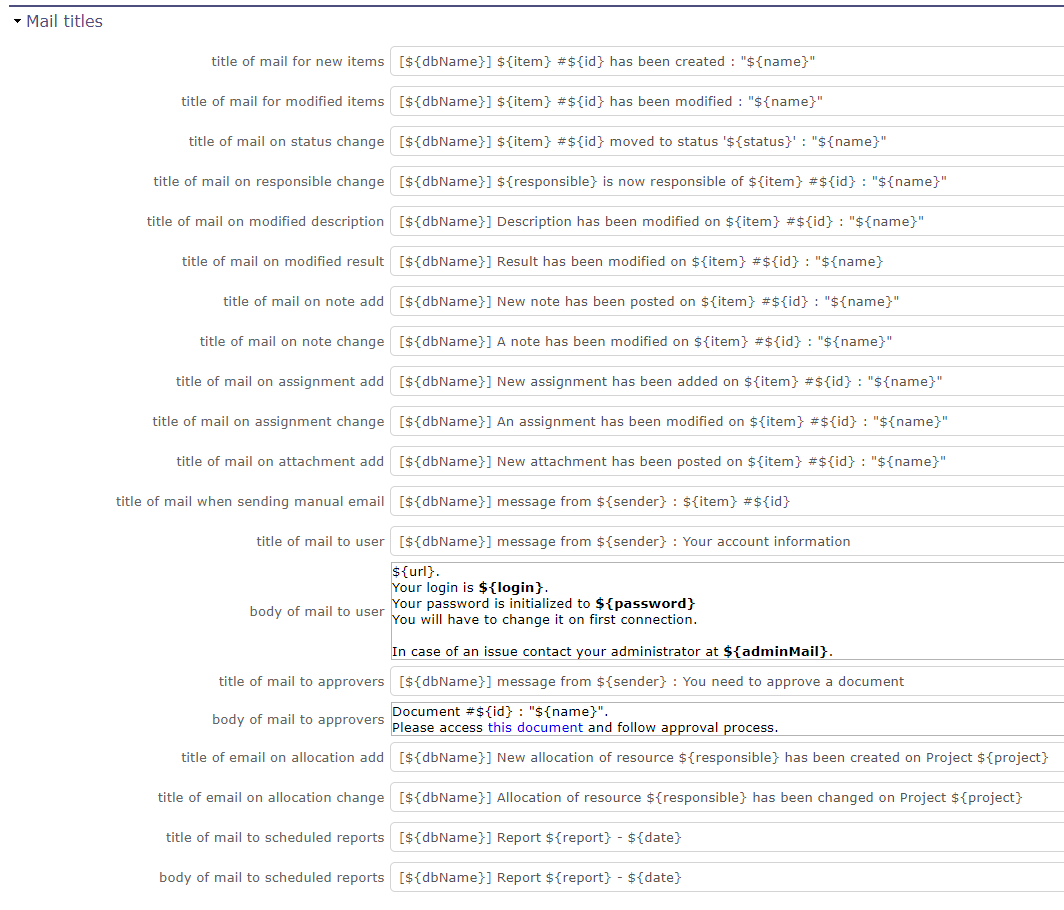 Mail titles
title of mail for new items [${dbName}] ${item} #${id} has been created : "${name}"
title of mail for modified items [${dbName}] ${item} #${id} has been modified : "${name}"
title of mail on status change [${dbName}] ${item} #${id} moved to status '${status}' : "${name}"
title of mail on responsible change [${dbName}] ${responsible} is now responsible of ${item} #${id} : "${name}"
title of mail on modified description [${dbName}] Description has been modified on ${item} #${id} : "${name}"
title of mail on modified result [${dbName}] Result has been modified on ${item} #${id} : "${name}
title of mail on note add [${dbName}] New note has been posted on ${item} #${id} : "${name}"
title of mail on note change [${dbName}] A note has been modified on ${item} #${id} : "${name}"
title of mail on assignment add [${dbName}] New assignment has been added on ${item} #${id} : "${name}"
title of mail on assignment change [${dbName}] An assignment has been modified on ${item} #${id} : "${name}"
title of mail on attachment add [${dbName}] New attachment has been posted on ${item} #${id} : "${name}"
title of mail when sending manual email [${dbName}] message from ${sender} : ${item} #${id}
title of mail to user [${dbName}] message from ${sender} : Your account information
body of mail to user
${url}.
Your login is ${login}.
Your password is initialized to ${password}
You will have to change it on first connection.
In case of an issue contact your administrator at ${adminMail}.
title of mail to approvers [${dbName}] message from ${sender} : You need to approve a document
body of mail to approvers
Document #${id} : "${name}".
Please access this document and follow approval process.
title of email on allocation add [${dbName}] New allocation of resource ${responsible} has been created on Project ${project}
title of email on allocation change [${dbName}] Allocation of resource ${responsible} has been changed on Project ${project}
title of mail to scheduled reports [${dbName}] Report ${report} - ${date}
body of mail to scheduled reports [${dbName}] Report ${report} - ${date}